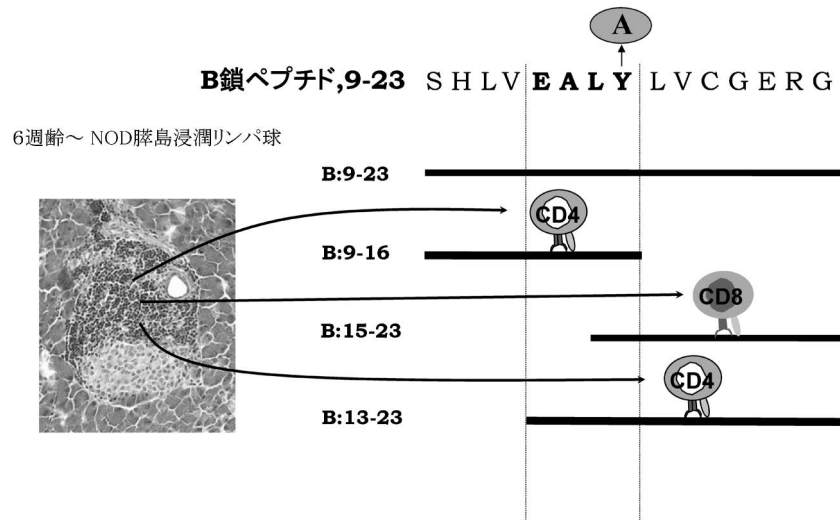 A
B鎖ペプチド,9-23 S H L V E A L Y L V C G E R G
6週齢～ NOD膵島浸潤リンパ球
B:9-23
CD4
B:9-16
CD8
B:15-23
CD4
B:13-23